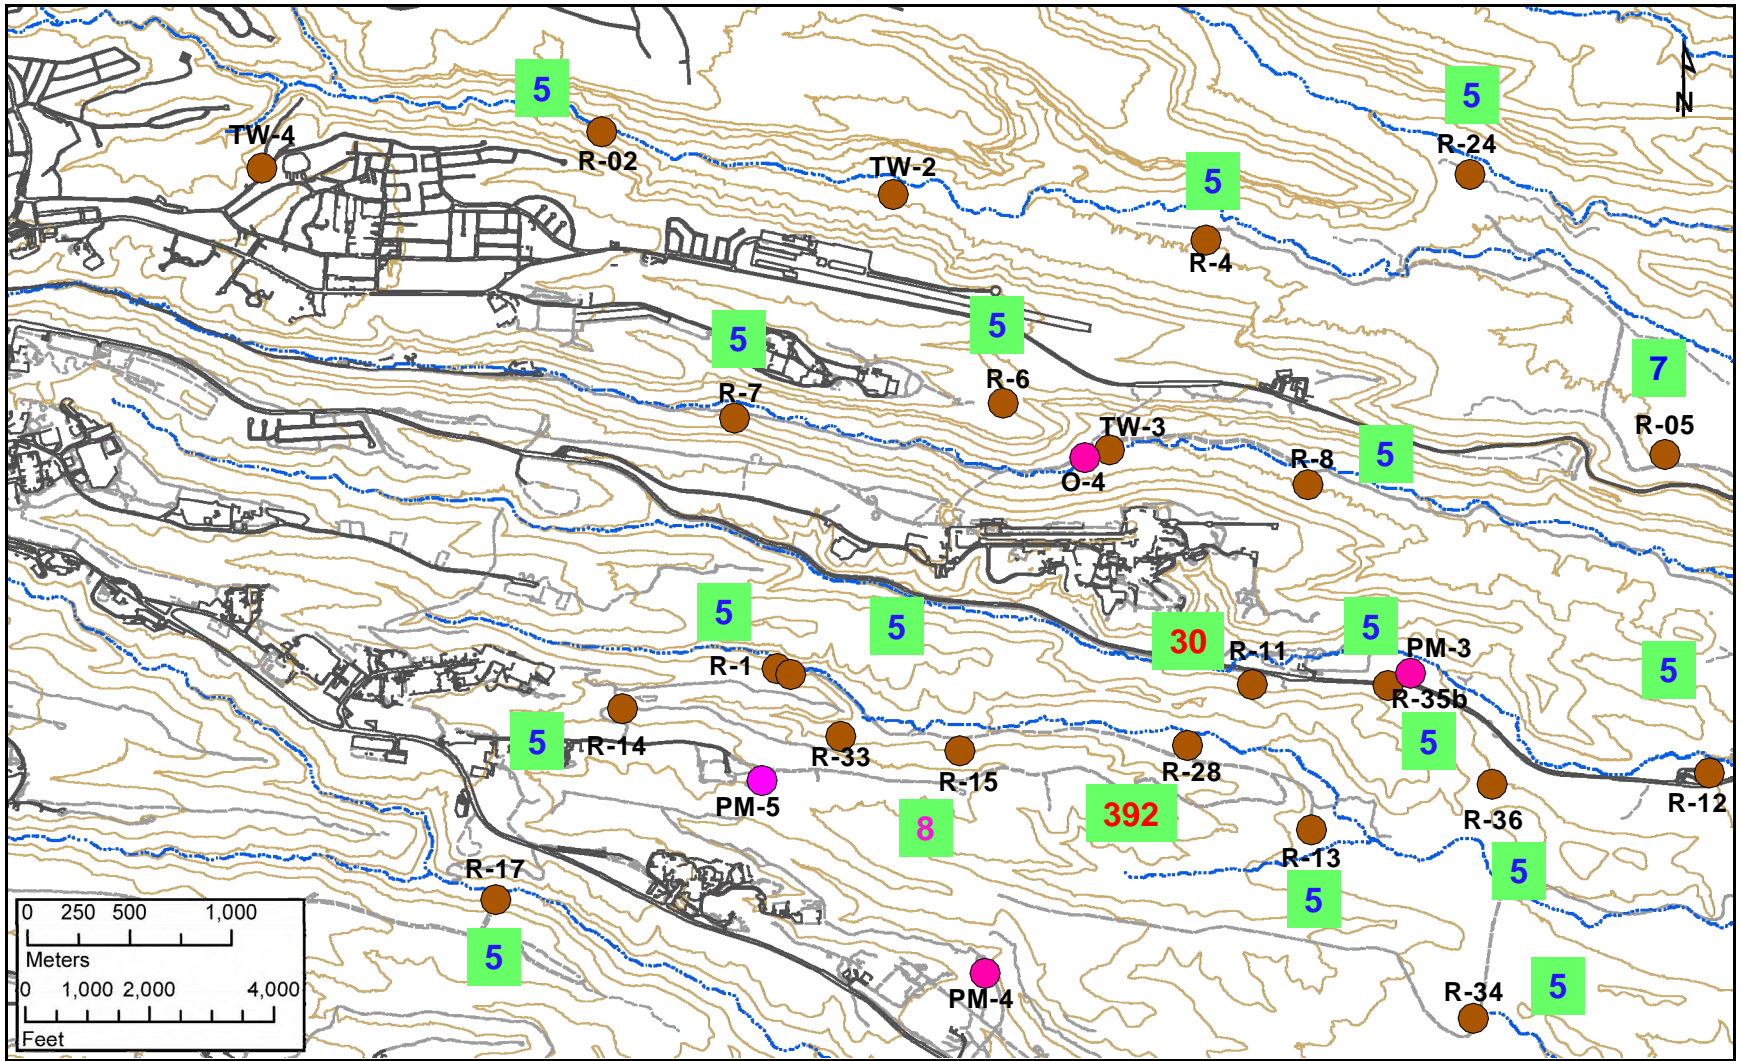 5
5
TW-4
R-02
TW-2
R-24
5
R-4
N
5
5
7
R-7
R-6
TW-3
O-4
R-8
5
R-05
5
5
30
5
5
R-1
R-11
PM-3
R-35b
5
R-14
R-33
R-15
R-28
5
PM-5
8
392
R-36
R-12
R-13
R-17
5
5
5
5
PM-4
R-34
0 250 500 1,000
Meters
0 1,000 2,000 4,000
Feet